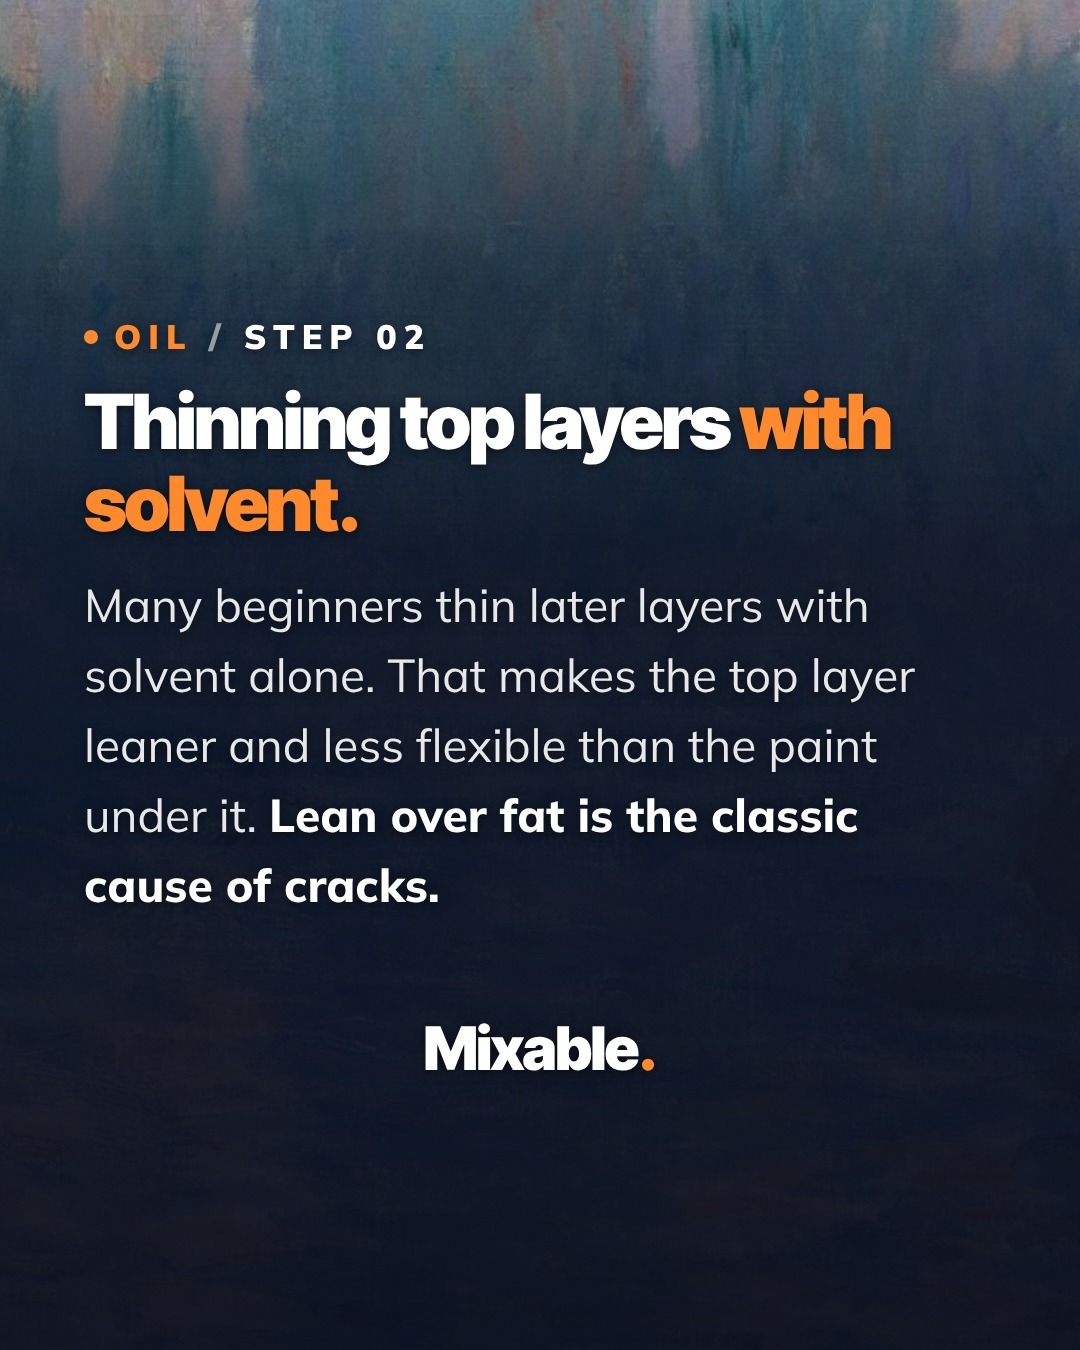 • OIL / STEP 02
Thinning top layers with
solvent.
Many beginners thin later layers with
solvent alone. That makes the top layer
leaner and less flexible than the paint
under it. Lean over fat is the classic
cause of cracks.
Mixable.